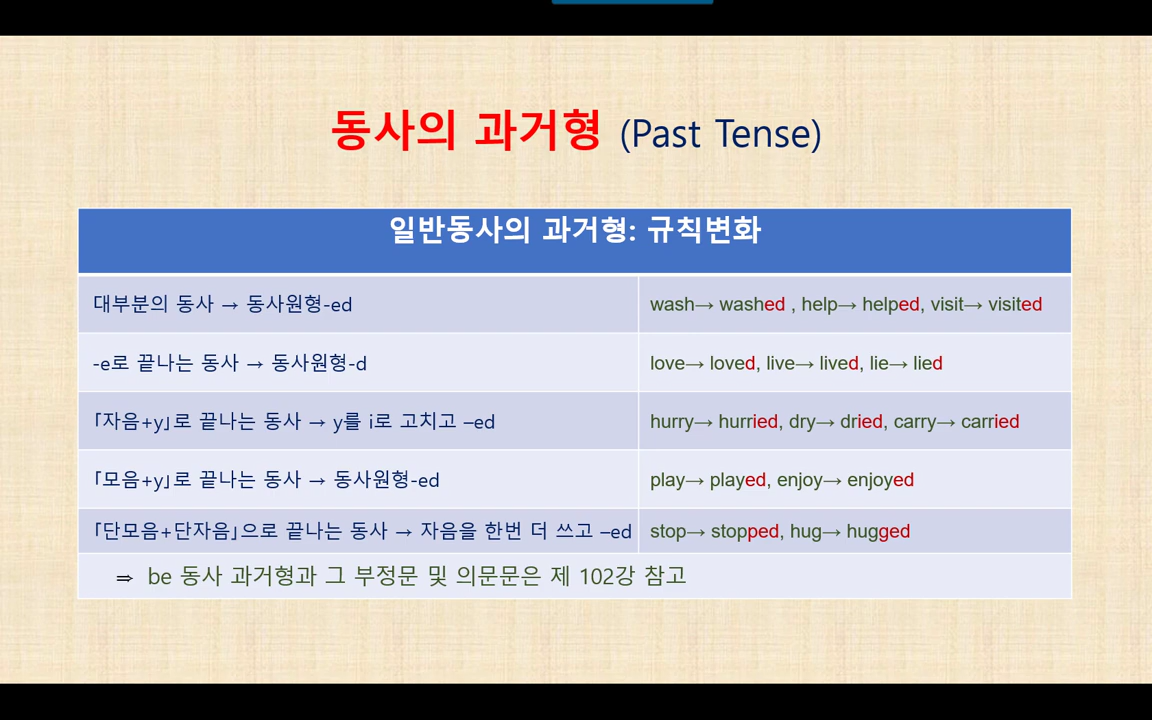 동사의 과거형 (Past Tense)
일반동사의 과거형: 규칙변화
대부분의 동사 → 동사원형-ed
wash→ washed , help→ helped, visit→ visited
-e로 끝나는 동사 → 동사원형-d
love→ loved, live→ lived, lie→ lied
「자음+y」로 끝나는 동사 → y를 i로 고치고 –ed
hurry→ hurried, dry→ dried, carry→ carried
「모음+y」로 끝나는 동사 → 동사원형-ed
play→ played, enjoy→ enjoyed
「단모음+단자음」으로 끝나는 동사 → 자음을 한번 더 쓰고 –ed
stop→ stopped, hug→ hugged
⇒ be 동사 과거형과 그 부정문 및 의문문은 제 102강 참고